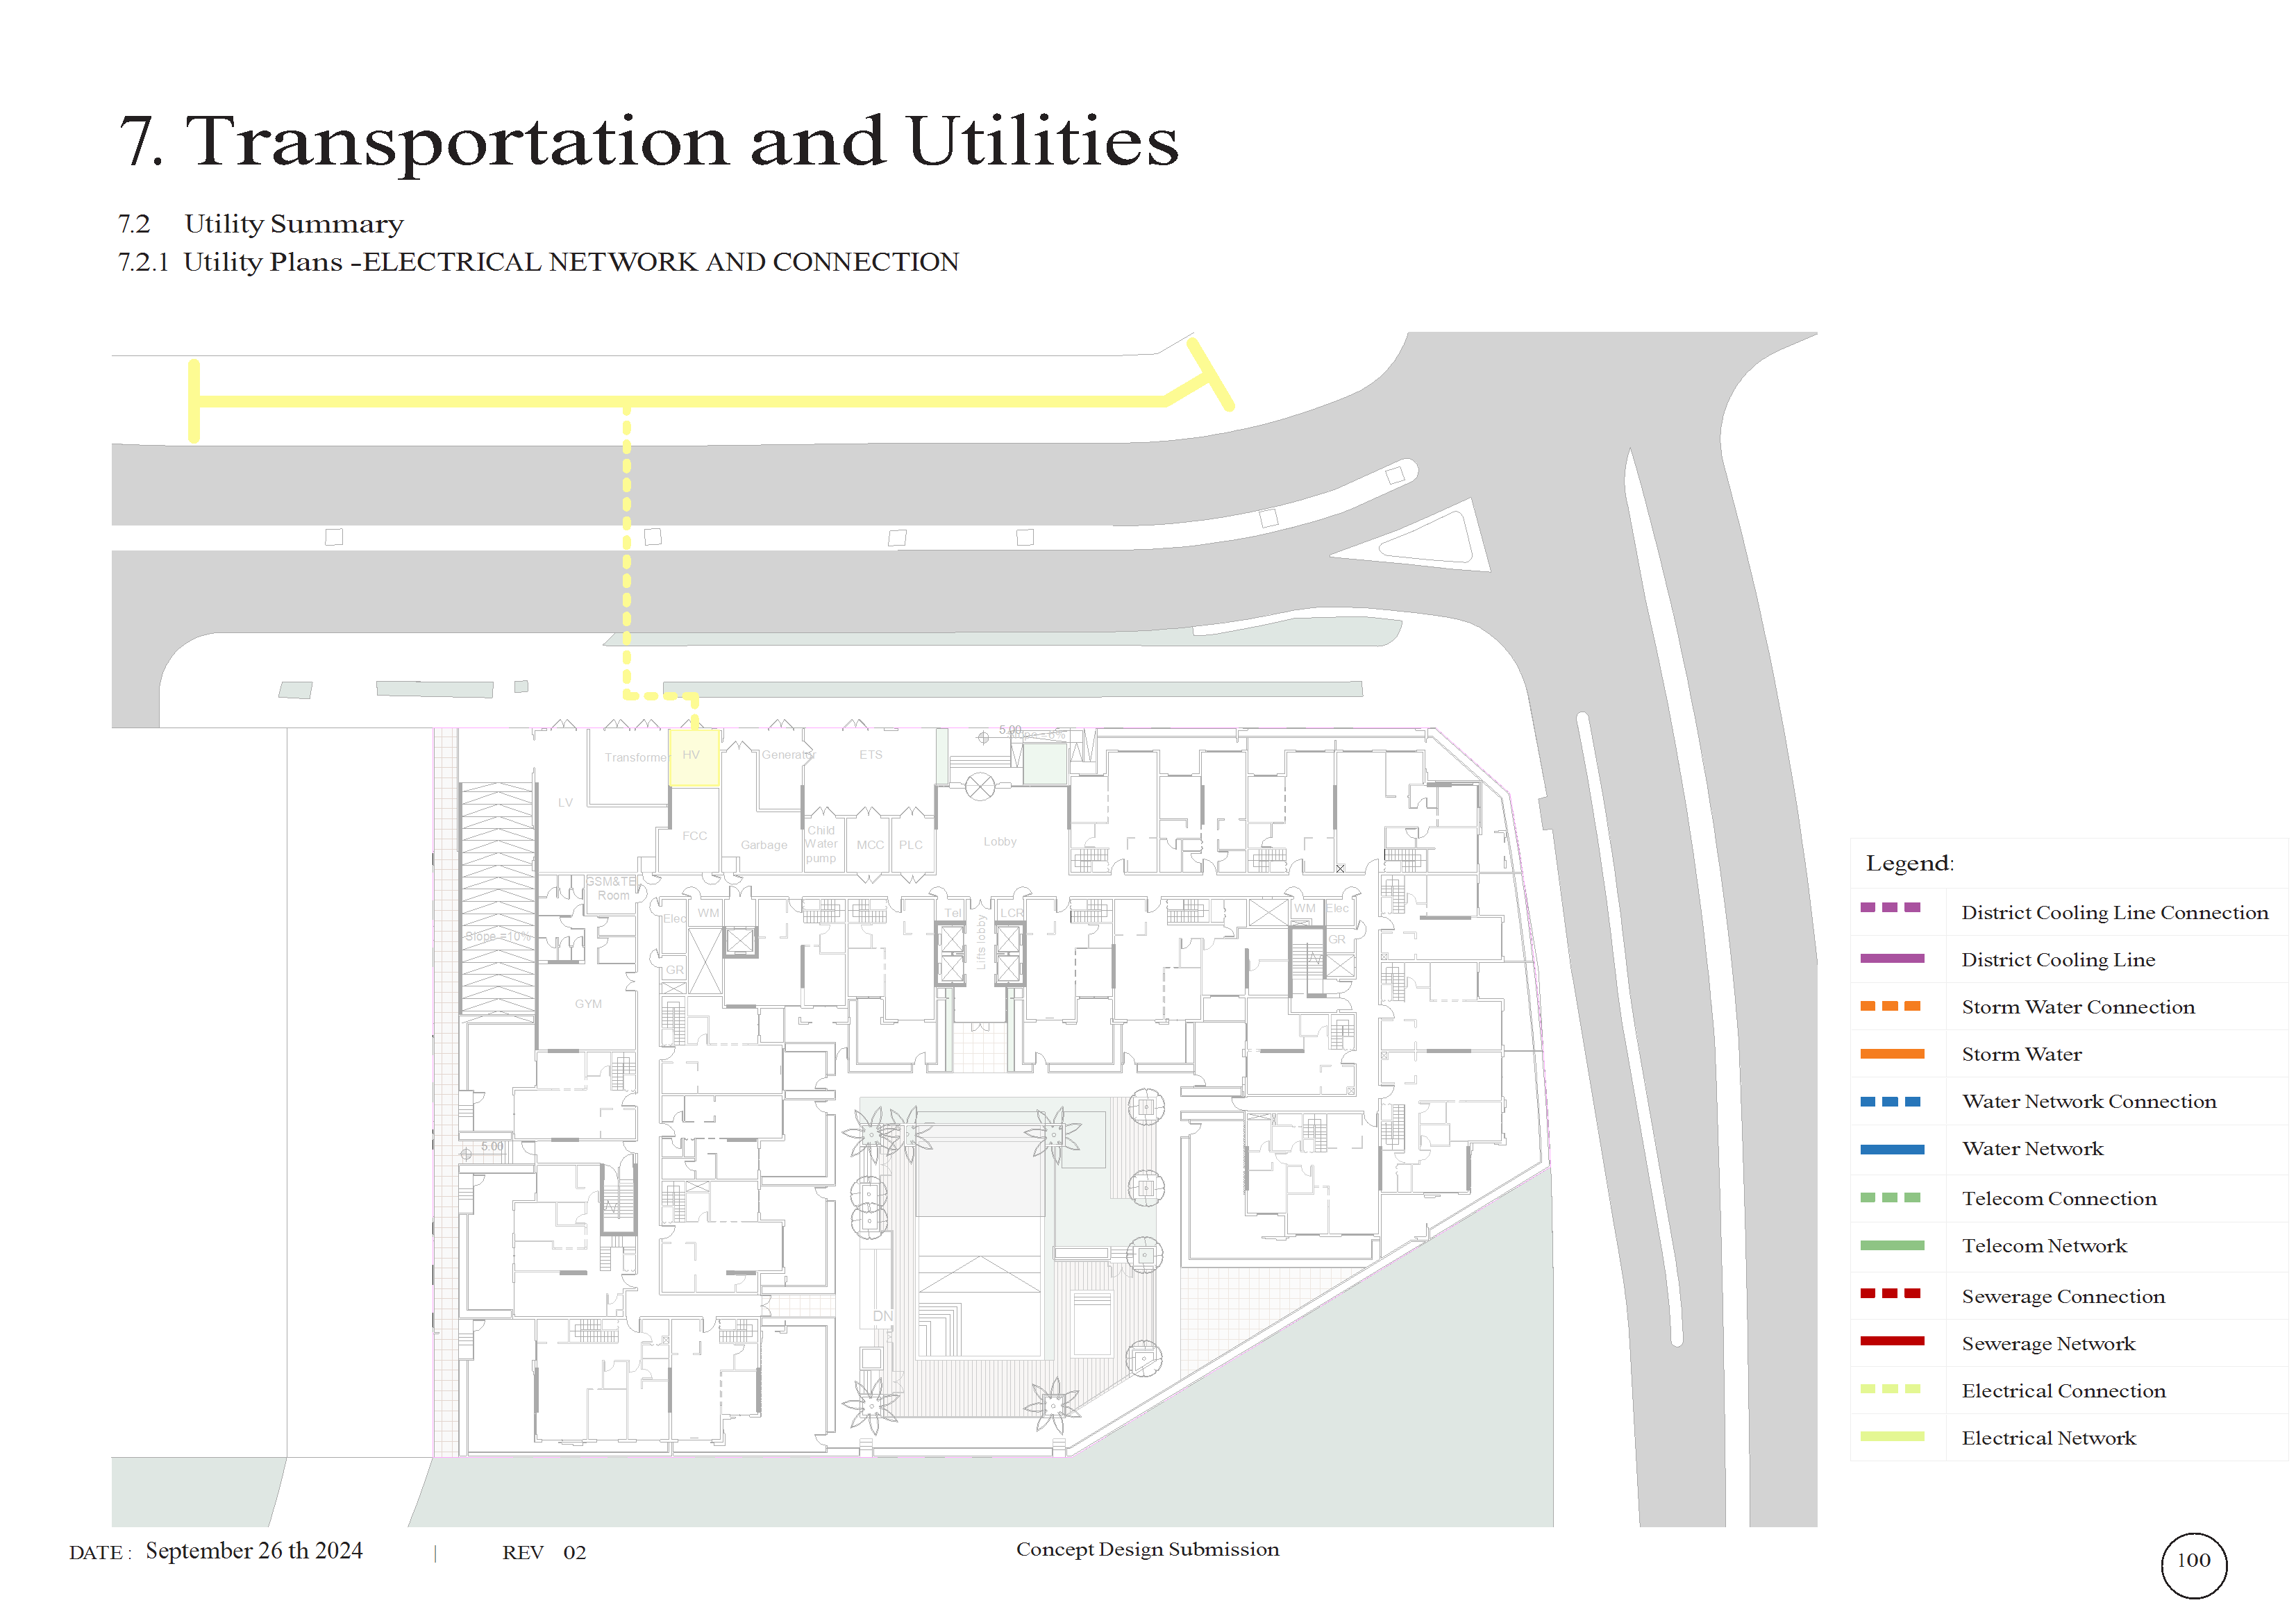 7. Transportation and Utilities
7.2 Utility Summary
7.2.1 Utility Plans -ELECTRICAL NETWORK AND CONNECTION
5.00
Transformer
HV
Generator
ETS
LV
FCC
Garbage
Child
Water
pump
MCC
PLC
Lobby
GSM&TE
Room
Elec
WM
Tel
LCR
WM
Elec
Slope =10%
Lifts lobby
GR
GR
GYM
5.00
DN
Legend:
District Cooling Line Connection
District Cooling Line
Storm Water Connection
Storm Water
Water Network Connection
Water Network
Telecom Connection
Telecom Network
Sewerage Connection
Sewerage Network
Electrical Connection
Electrical Network
DATE : September 26 th 2024 | REV 02
Concept Design Submission
100